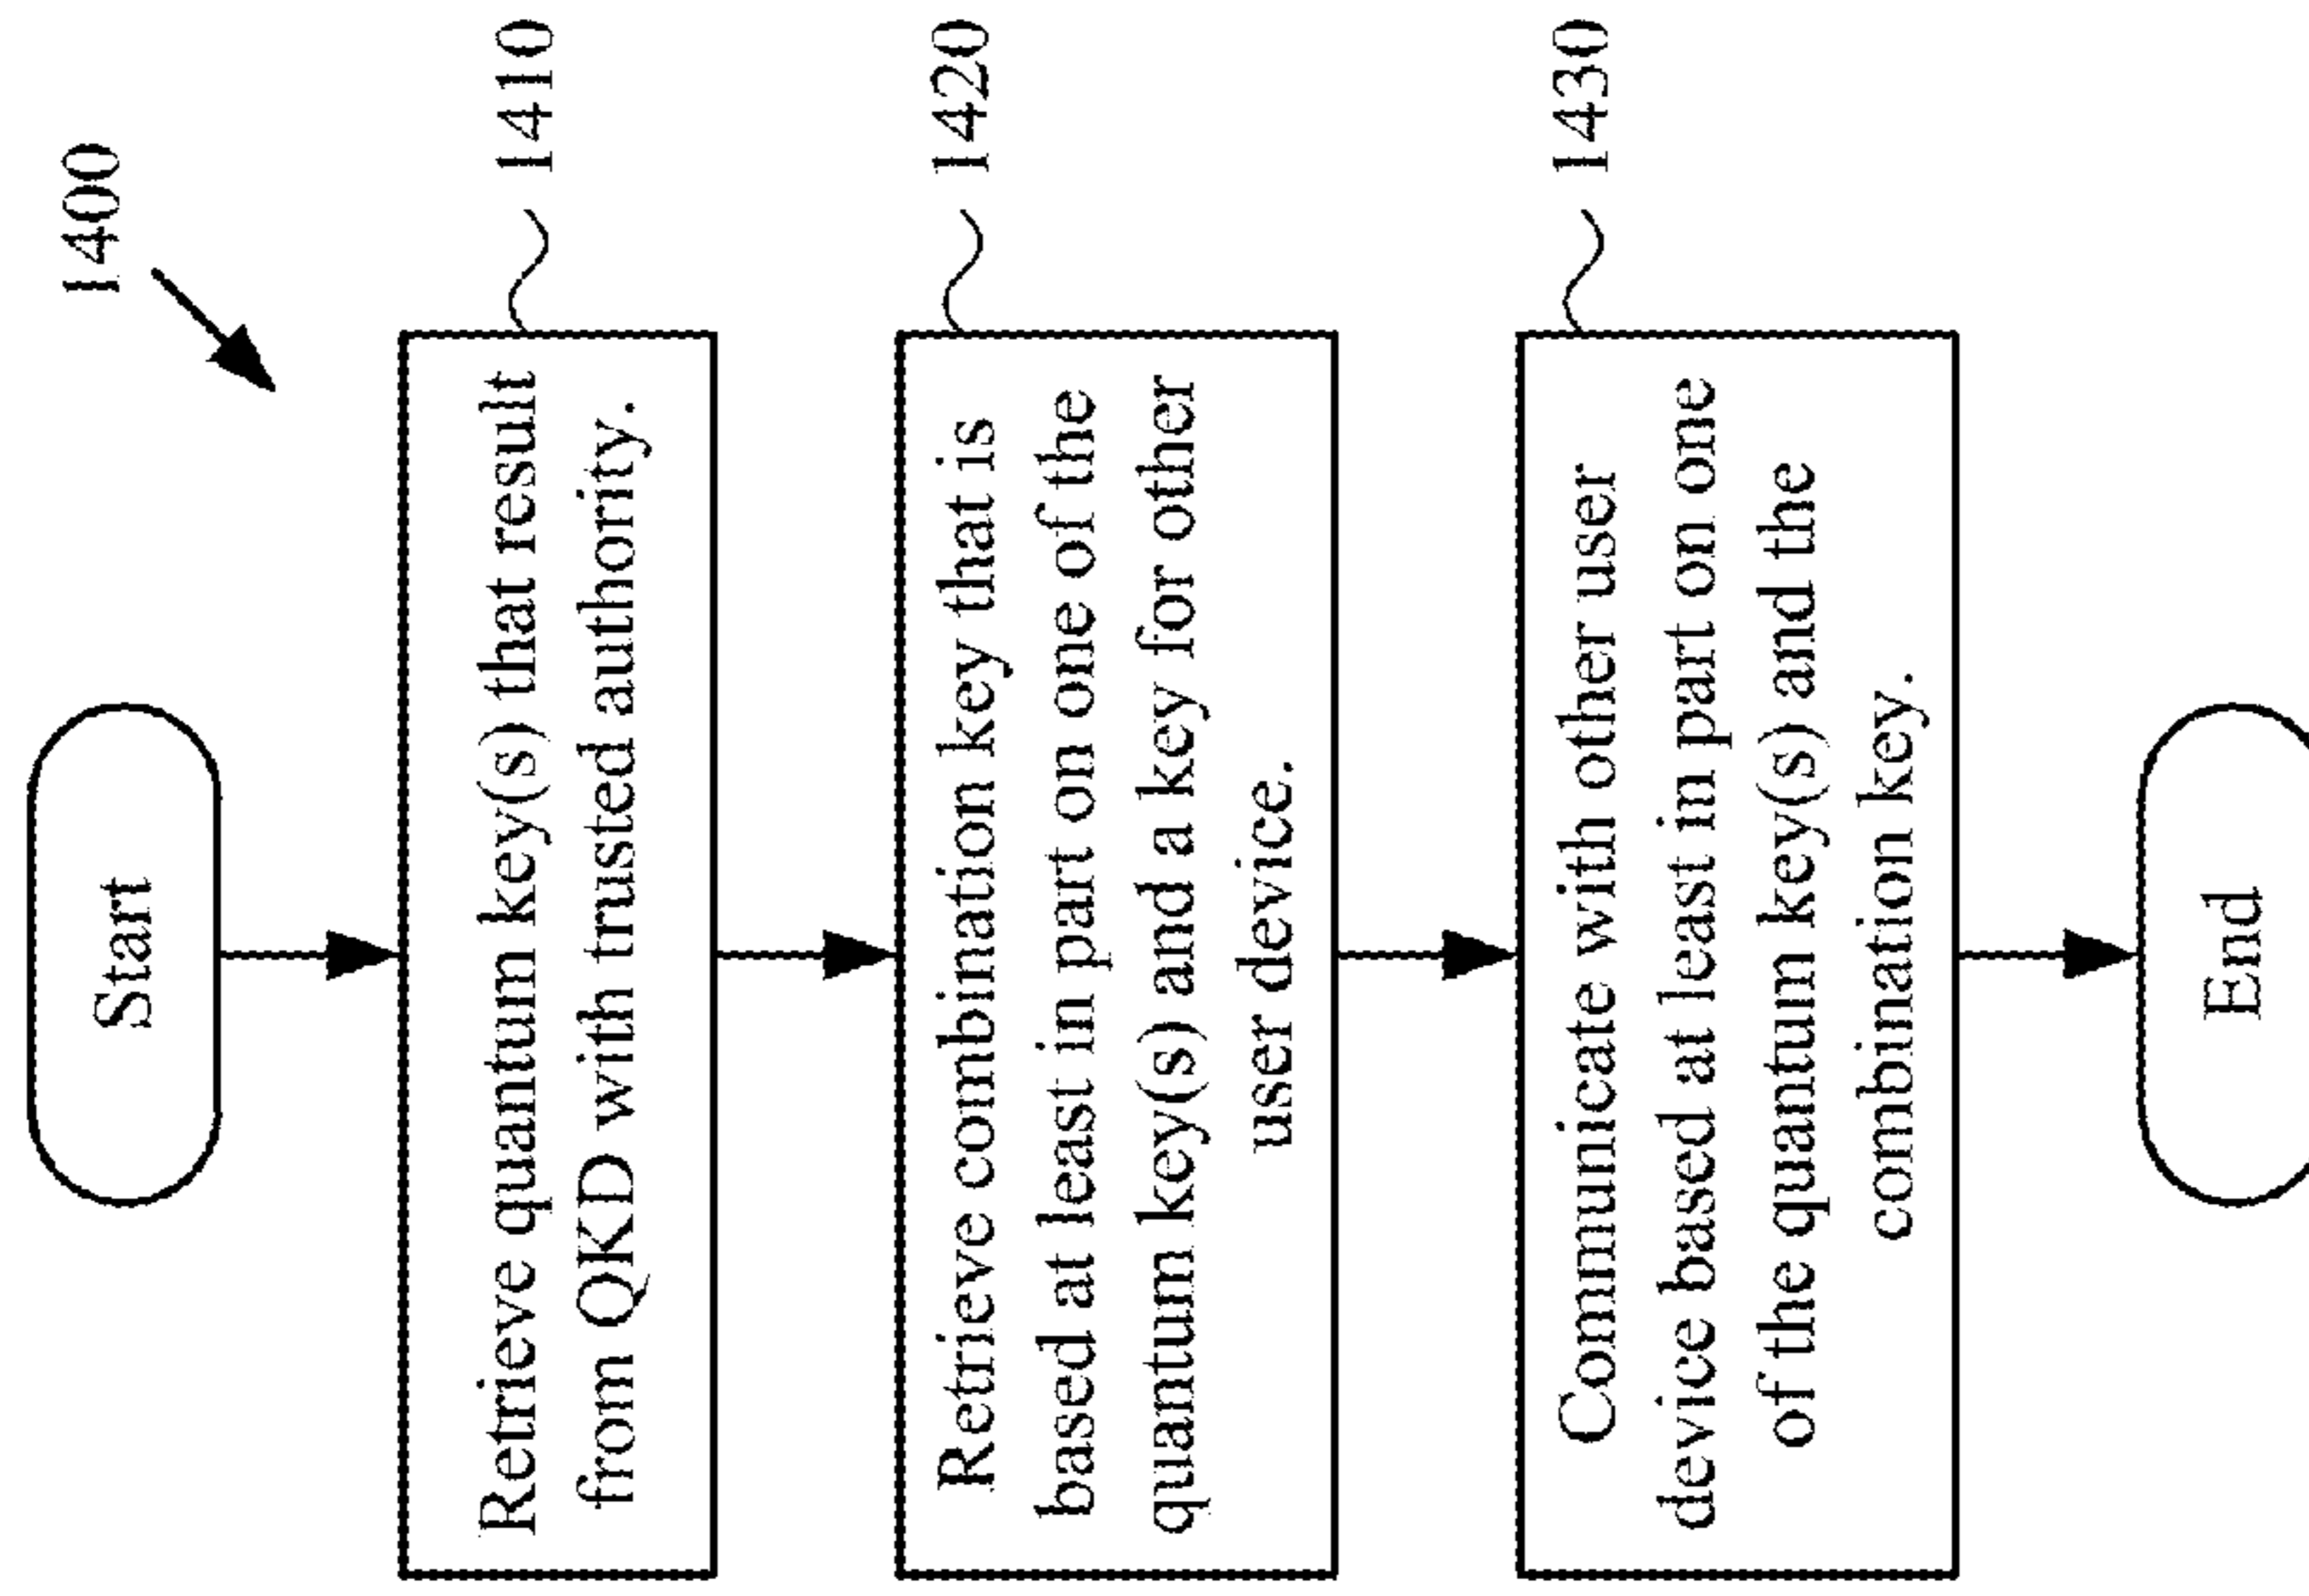 1400
Start
Retrieve quantum key(s) that result
from QKD with trusted authority.
1410
Retrieve combination key that is
based at least in part on one of the
quantum key(s) and a key for other
user device.
1420
Communicate with other user
device based at least in part on one
of the quantum key(s) and the
combination key.
1430
End